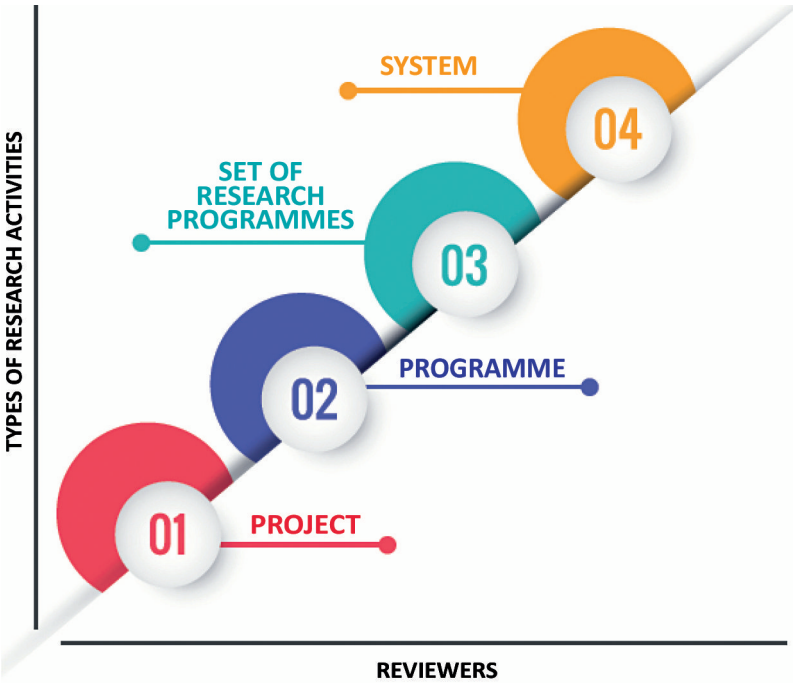 TYPES OF RESEARCH ACTIVITIES
SYSTEM
04
SET OF
RESEARCH
PROGRAMMES
03
PROGRAMME
02
01
PROJECT
REVIEWERS